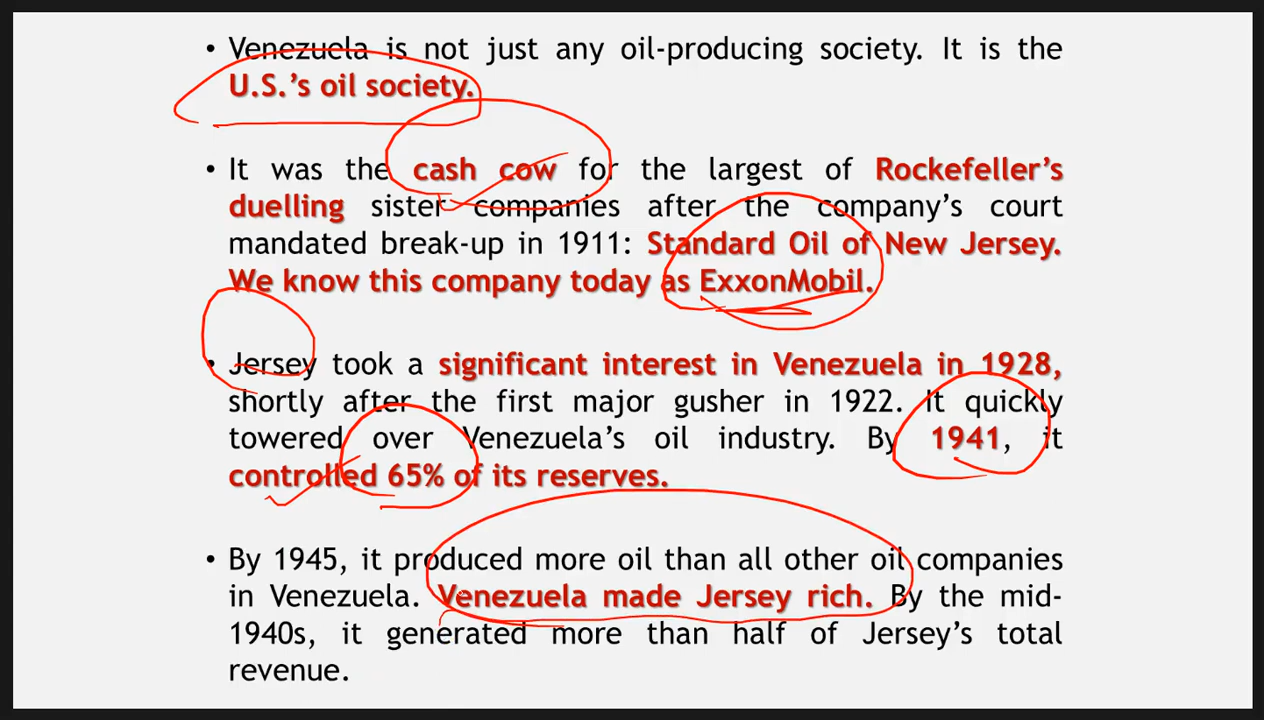 • Venezuela is not just any oil-producing society. It is the
U.S.'s oil society.
• It was the cash cow for the largest of Rockefeller's
duelling sister companies after the company's court
mandated break-up in 1911: Standard Oil of New Jersey.
We know this company today as ExxonMobil.
• Jersey took a significant interest in Venezuela in 1928,
shortly after the first major gusher in 1922. It quickly
towered over Venezuela's oil industry. By 1941, it
controlled 65% of its reserves.
• By 1945, it produced more oil than all other oil companies
in Venezuela. Venezuela made Jersey rich. By the mid-
1940s, it generated more than half of Jersey's total
revenue.